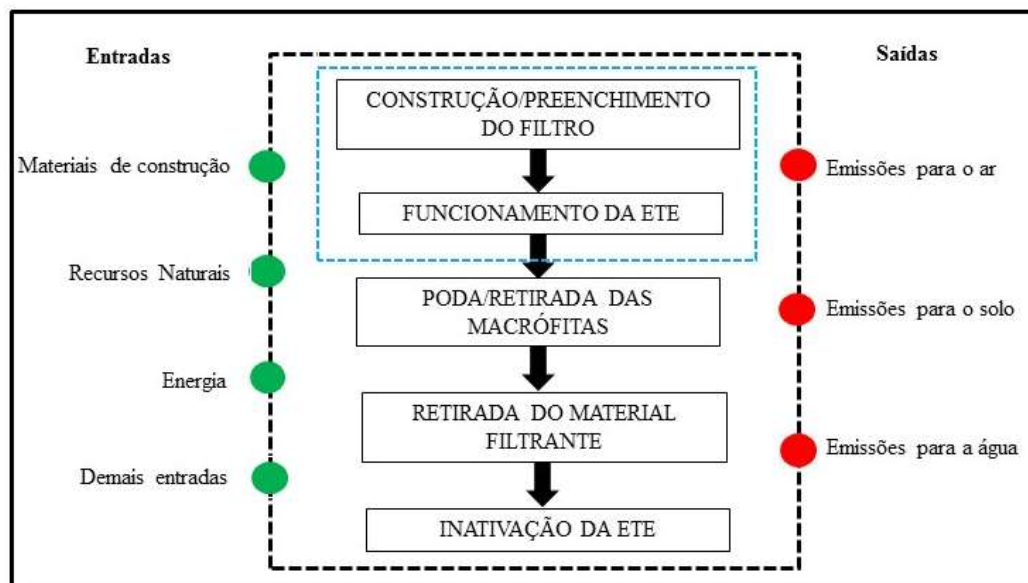 Entradas
Saídas
CONSTRUÇÃO/PREENCHIMENTO
DO FILTRO
Materiais de construção
Emissões para o ar
FUNCIONAMENTO DA ETE
Recursos Naturais
PODA/RETIRADA DAS
MACRÓFITAS
Emissões para o solo
Energia
RETIRADA DO MATERIAL
FILTRANTE
Emissões para a água
Demais entradas
INATIVAÇÃO DA ETE